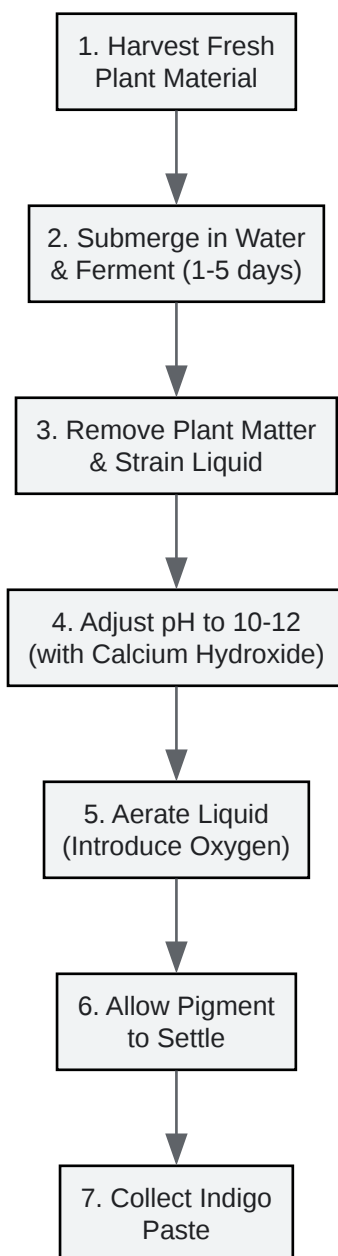 1. Harvest Fresh
Plant Material
2. Submerge in Water
& Ferment (1-5 days)
3. Remove Plant Matter
& Strain Liquid
4. Adjust pH to 10-12
(with Calcium Hydroxide)
5. Aerate Liquid
(Introduce Oxygen)
6. Allow Pigment
to Settle
7. Collect Indigo
Paste